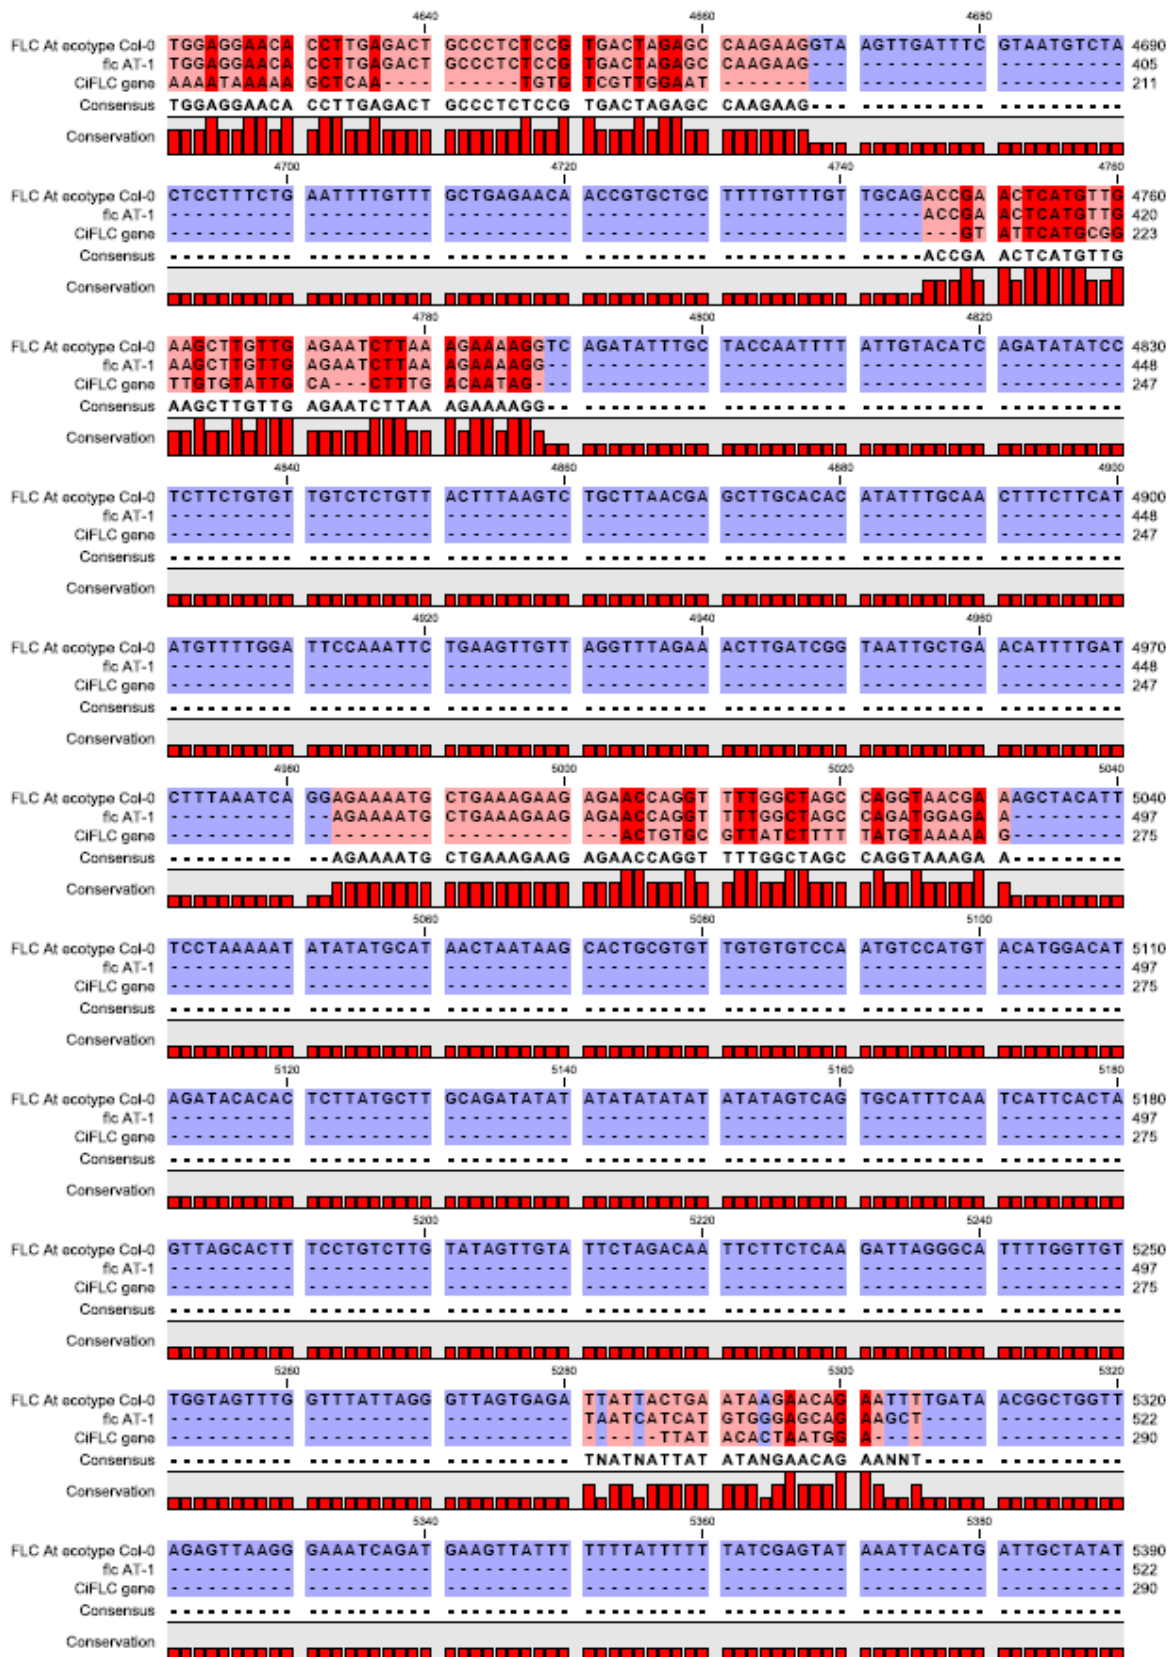 4640 4660 4680
FLC At ecotype Col-0 TGGAGGAACA CCTTGAGACT GCCCTCTCCG TGACTAGAGC CAAGAAGGTA AGTTGATTTC GTAATGTCTA 4690
flc AT-1 TGGAGGAACA CCTTGAGACT GCCCTCTCCG TGACTAGAGC CAAGAAG--- ---------- ---------- 405
CiFLC gene AAAATAAAAA GCTCAA---- ------TGTG TCGTTGGAAT ---------- ---------- ---------- 211
Consensus TGGAGGAACA CCTTGAGACT GCCCTCTCCG TGACTAGAGC CAAGAAG--- ---------- ----------
Conservation
4700 4720 4740 4760
FLC At ecotype Col-0 CTCCTTTCTG AATTTTGTTT GCTGAGAACA ACCGTGCTGC TTTTGTTTGT TGCAGACCGA ACTCATGTTG 4760
flc AT-1 ---------- ---------- ---------- ---------- ---------- -----ACCGA ACTCATGTTG 420
CiFLC gene ---------- ---------- ---------- ---------- ---------- --------GT ATTCATGCGG 223
Consensus ---------- ---------- ---------- ---------- ---------- -----ACCGA ACTCATGTTG
Conservation
4780 4800 4820
FLC At ecotype Col-0 AAGCTTGTTG AGAATCTTAA AGAAAAGGTC AGATATTTGC TACCAATTTT ATTGTACATC AGATATATCC 4830
flc AT-1 AAGCTTGTTG AGAATCTTAA AGAAAAGG-- ---------- ---------- ---------- ---------- 448
CiFLC gene TTGTGTATTG CA---CTTTG ACAATAG--- ---------- ---------- ---------- ---------- 247
Consensus AAGCTTGTTG AGAATCTTAA AGAAAAGG-- ---------- ---------- ---------- ----------
Conservation
4840 4860 4880 4900
FLC At ecotype Col-0 TCTTCTGTGT TGTCTCTGTT ACTTTAAGTC TGCTTAACGA GCTTGCACAC ATATTTGCAA CTTTCTTCAT 4900
flc AT-1 ---------- ---------- ---------- ---------- ---------- ---------- ---------- 448
CiFLC gene ---------- ---------- ---------- ---------- ---------- ---------- ---------- 247
Consensus ---------- ---------- ---------- ---------- ---------- ---------- ----------
Conservation
4920 4940 4960
FLC At ecotype Col-0 ATGTTTTGGA TTCCAAATTC TGAAGTTGTT AGGTTTAGAA ACTTGATCGG TAATTGCTGA ACATTTTGAT 4970
flc AT-1 ---------- ---------- ---------- ---------- ---------- ---------- ---------- 448
CiFLC gene ---------- ---------- ---------- ---------- ---------- ---------- ---------- 247
Consensus ---------- ---------- ---------- ---------- ---------- ---------- ----------
Conservation
4980 5000 5020 5040
FLC At ecotype Col-0 CTTTAAATCA GGAGAAAATG CTGAAAGAAG AGAACCAGGT TTTGGCTAGC CAGGTAACGA AAGCTACATT 5040
flc AT-1 ---------- --AGAAAATG CTGAAAGAAG AGAACCAGGT TTTGGCTAGC CAGATGGAGA A--------- 497
CiFLC gene ---------- ---------- ---------- ---ACTGTGC GTTATCTTTT TATGTAAAAA G--------- 275
Consensus ---------- --AGAAAATG CTGAAAGAAG AGAACCAGGT TTTGGCTAGC CAGGTAAAGA A---------
Conservation
5060 5080 5100
FLC At ecotype Col-0 TCCTAAAAAT ATATATGCAT AACTAATAAG CACTGCGTGT TGTGTGTCCA ATGTCCATGT ACATGGACAT 5110
flc AT-1 ---------- ---------- ---------- ---------- ---------- ---------- ---------- 497
CiFLC gene ---------- ---------- ---------- ---------- ---------- ---------- ---------- 275
Consensus ---------- ---------- ---------- ---------- ---------- ---------- ----------
Conservation
5120 5140 5160 5180
FLC At ecotype Col-0 AGATACACAC TCTTATGCTT GCAGATATAT ATATATATAT ATATAGTCAG TGCATTTCAA TCATTCACTA 5180
flc AT-1 ---------- ---------- ---------- ---------- ---------- ---------- ---------- 497
CiFLC gene ---------- ---------- ---------- ---------- ---------- ---------- ---------- 275
Consensus ---------- ---------- ---------- ---------- ---------- ---------- ----------
Conservation
5200 5220 5240
FLC At ecotype Col-0 GTTAGCACTT TCCTGTCTTG TATAGTTGTA TTCTAGACAA TTCTTCTCAA GATTAGGGCA TTTTGGTTGT 5250
flc AT-1 ---------- ---------- ---------- ---------- ---------- ---------- ---------- 497
CiFLC gene ---------- ---------- ---------- ---------- ---------- ---------- ---------- 275
Consensus ---------- ---------- ---------- ---------- ---------- ---------- ----------
Conservation
5260 5280 5300 5320
FLC At ecotype Col-0 TGGTAGTTTG GTTTATTAGG GTTAGTGAGA TTATTACTGA ATAAGAACAG AATTTTGATA ACGGCTGGTT 5320
flc AT-1 ---------- ---------- ---------- TAATCATCAT GTGGGAGCAG AAGCT----- ---------- 522
CiFLC gene ---------- ---------- ---------- ------TTAT ACACTAATGG A--------- ---------- 290
Consensus ---------- ---------- ---------- TNATNATTAT ATANGAACAG AANNT----- ----------
Conservation
5340 5360 5380
FLC At ecotype Col-0 AGAGTTAAGG GAAATCAGAT GAAGTTATTT TTTTATTTTT TATCGAGTAT AAATTACATG ATTGCTATAT 5390
flc AT-1 ---------- ---------- ---------- ---------- ---------- ---------- ---------- 522
CiFLC gene ---------- ---------- ---------- ---------- ---------- ---------- ---------- 290
Consensus ---------- ---------- ---------- ---------- ---------- ---------- ----------
Conservation